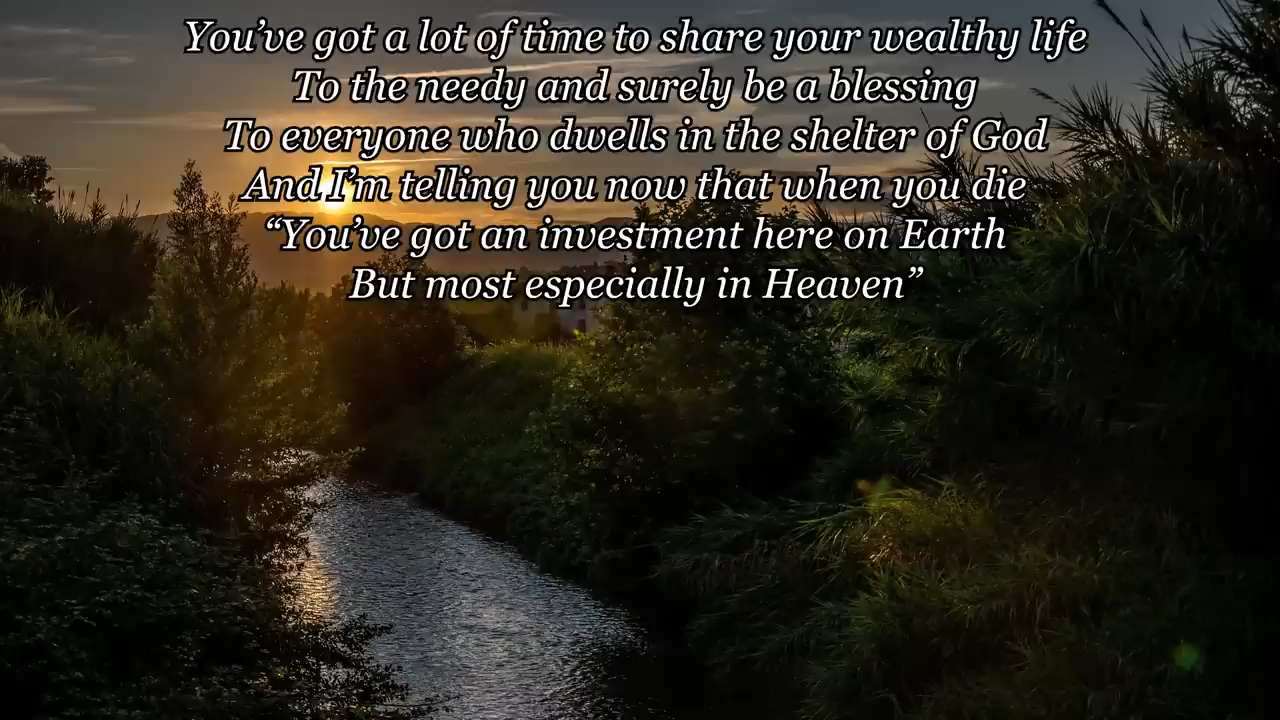 You’ve got a lot of time to share your wealthy life
To the needy and surely be a blessing
To everyone who dwells in the shelter of God
And I’m telling you now that when you die
“You’ve got an investment here on Earth
But most especially in Heaven”